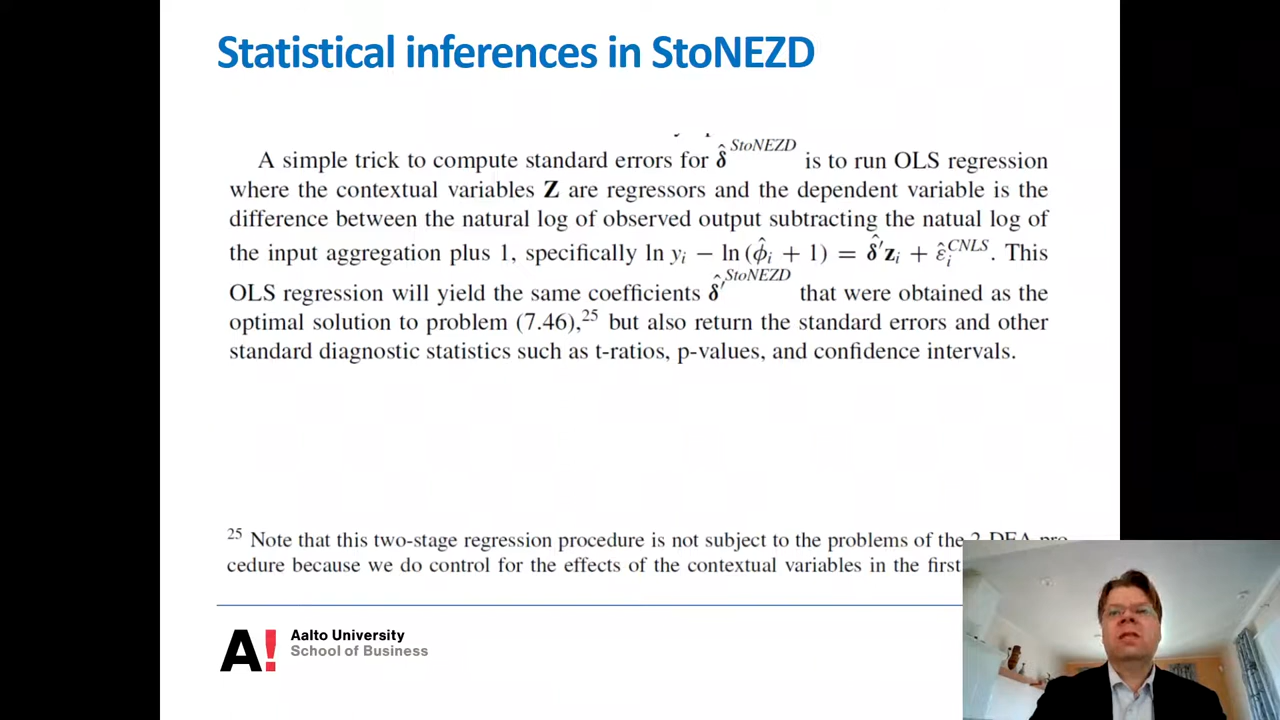 Statistical inferences in StoNEZD
A simple trick to compute standard errors for δ̂^StoNEZD is to run OLS regression
where the contextual variables Z are regressors and the dependent variable is the
difference between the natural log of observed output subtracting the natual log of
the input aggregation plus 1, specifically ln yᵢ − ln (φ̂ᵢ + 1) = δ̂′zᵢ + ε̂ᵢ^CNLS. This
OLS regression will yield the same coefficients δ̂′^StoNEZD that were obtained as the
optimal solution to problem (7.46),²⁵ but also return the standard errors and other
standard diagnostic statistics such as t-ratios, p-values, and confidence intervals.
²⁵ Note that this two-stage regression procedure is not subject to the problems of the
cedure because we do control for the effects of the contextual variables in the first
A! Aalto University
School of Business